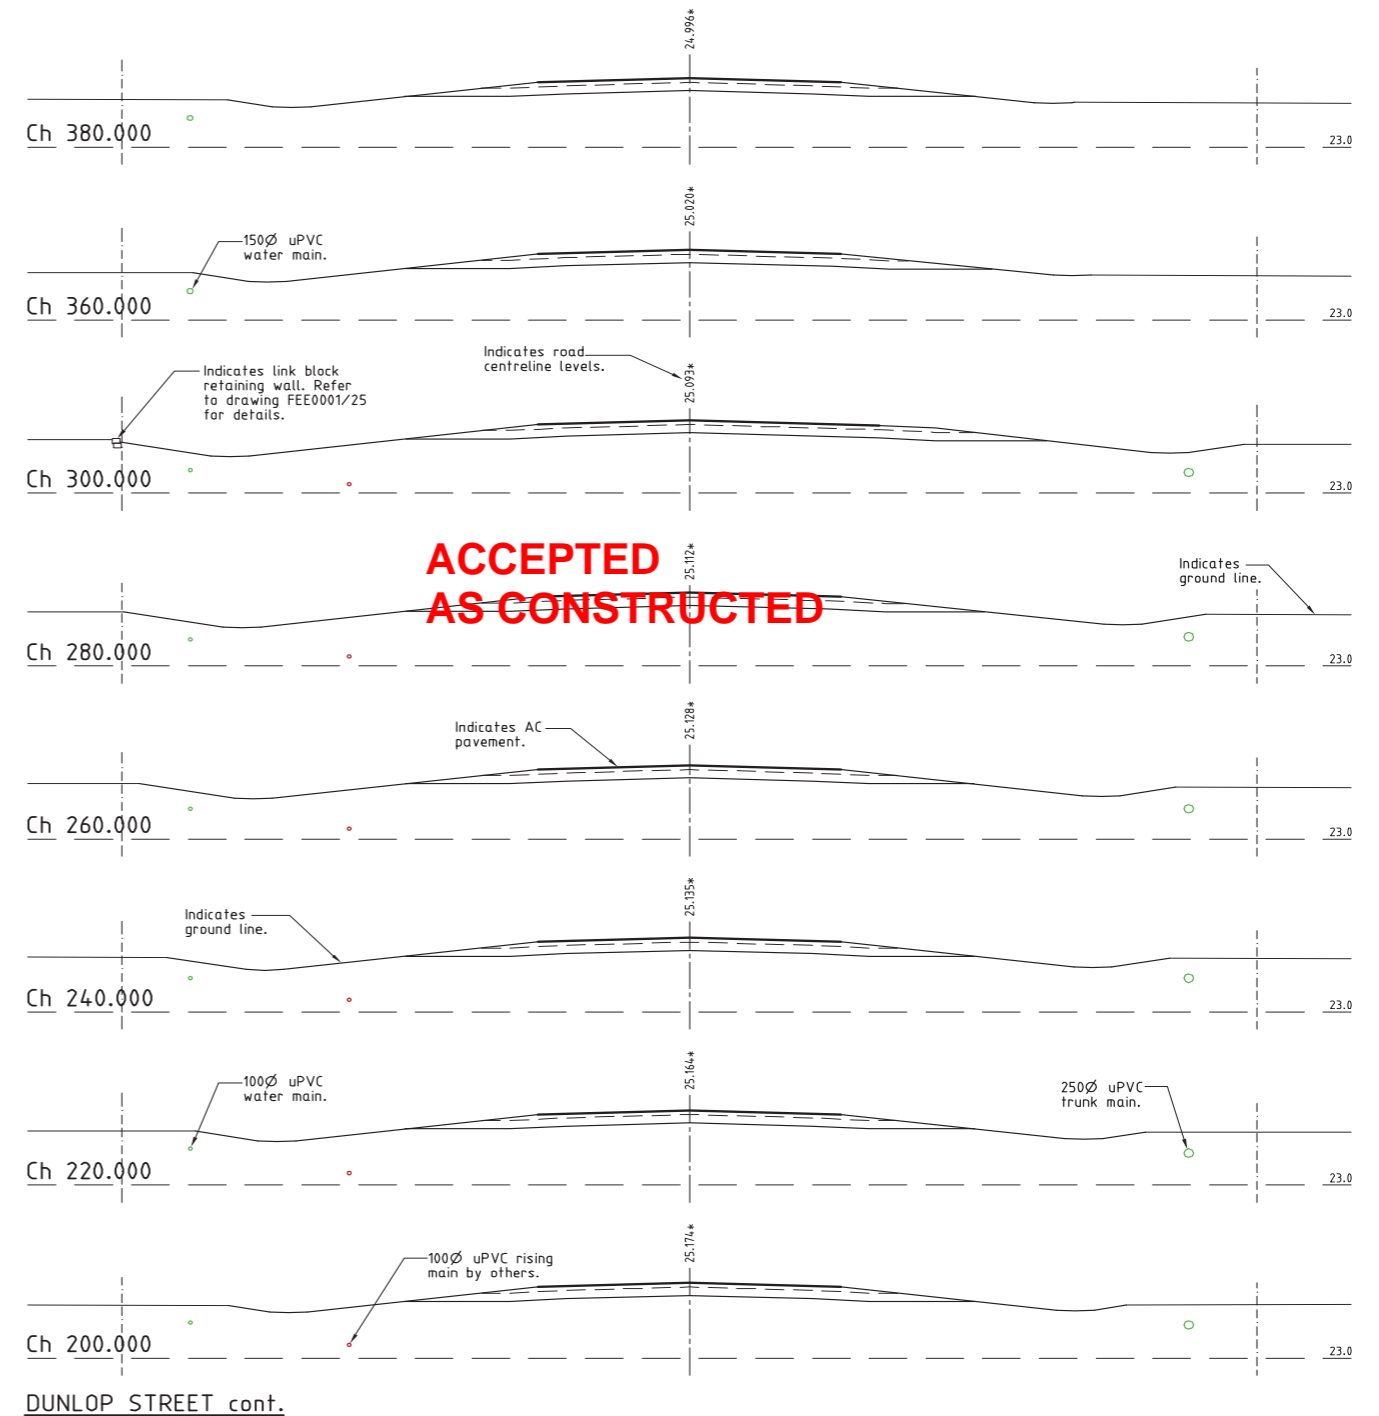 24.996*
Ch 380.000
23.0
25.020*
150Ø uPVC
water main.
Ch 360.000
23.0
Indicates link block
retaining wall. Refer
to drawing FEE0001/25
for details.
Indicates road
centreline levels.
25.093*
Ch 300.000
23.0
ACCEPTED
AS CONSTRUCTED
25.112*
Indicates
ground line.
Ch 280.000
23.0
Indicates AC
pavement.
25.128*
Ch 260.000
23.0
25.135*
Indicates
ground line.
Ch 240.000
23.0
25.164*
100Ø uPVC
water main.
250Ø uPVC
trunk main.
Ch 220.000
23.0
25.174*
100Ø uPVC rising
main by others.
Ch 200.000
23.0
DUNLOP STREET cont.